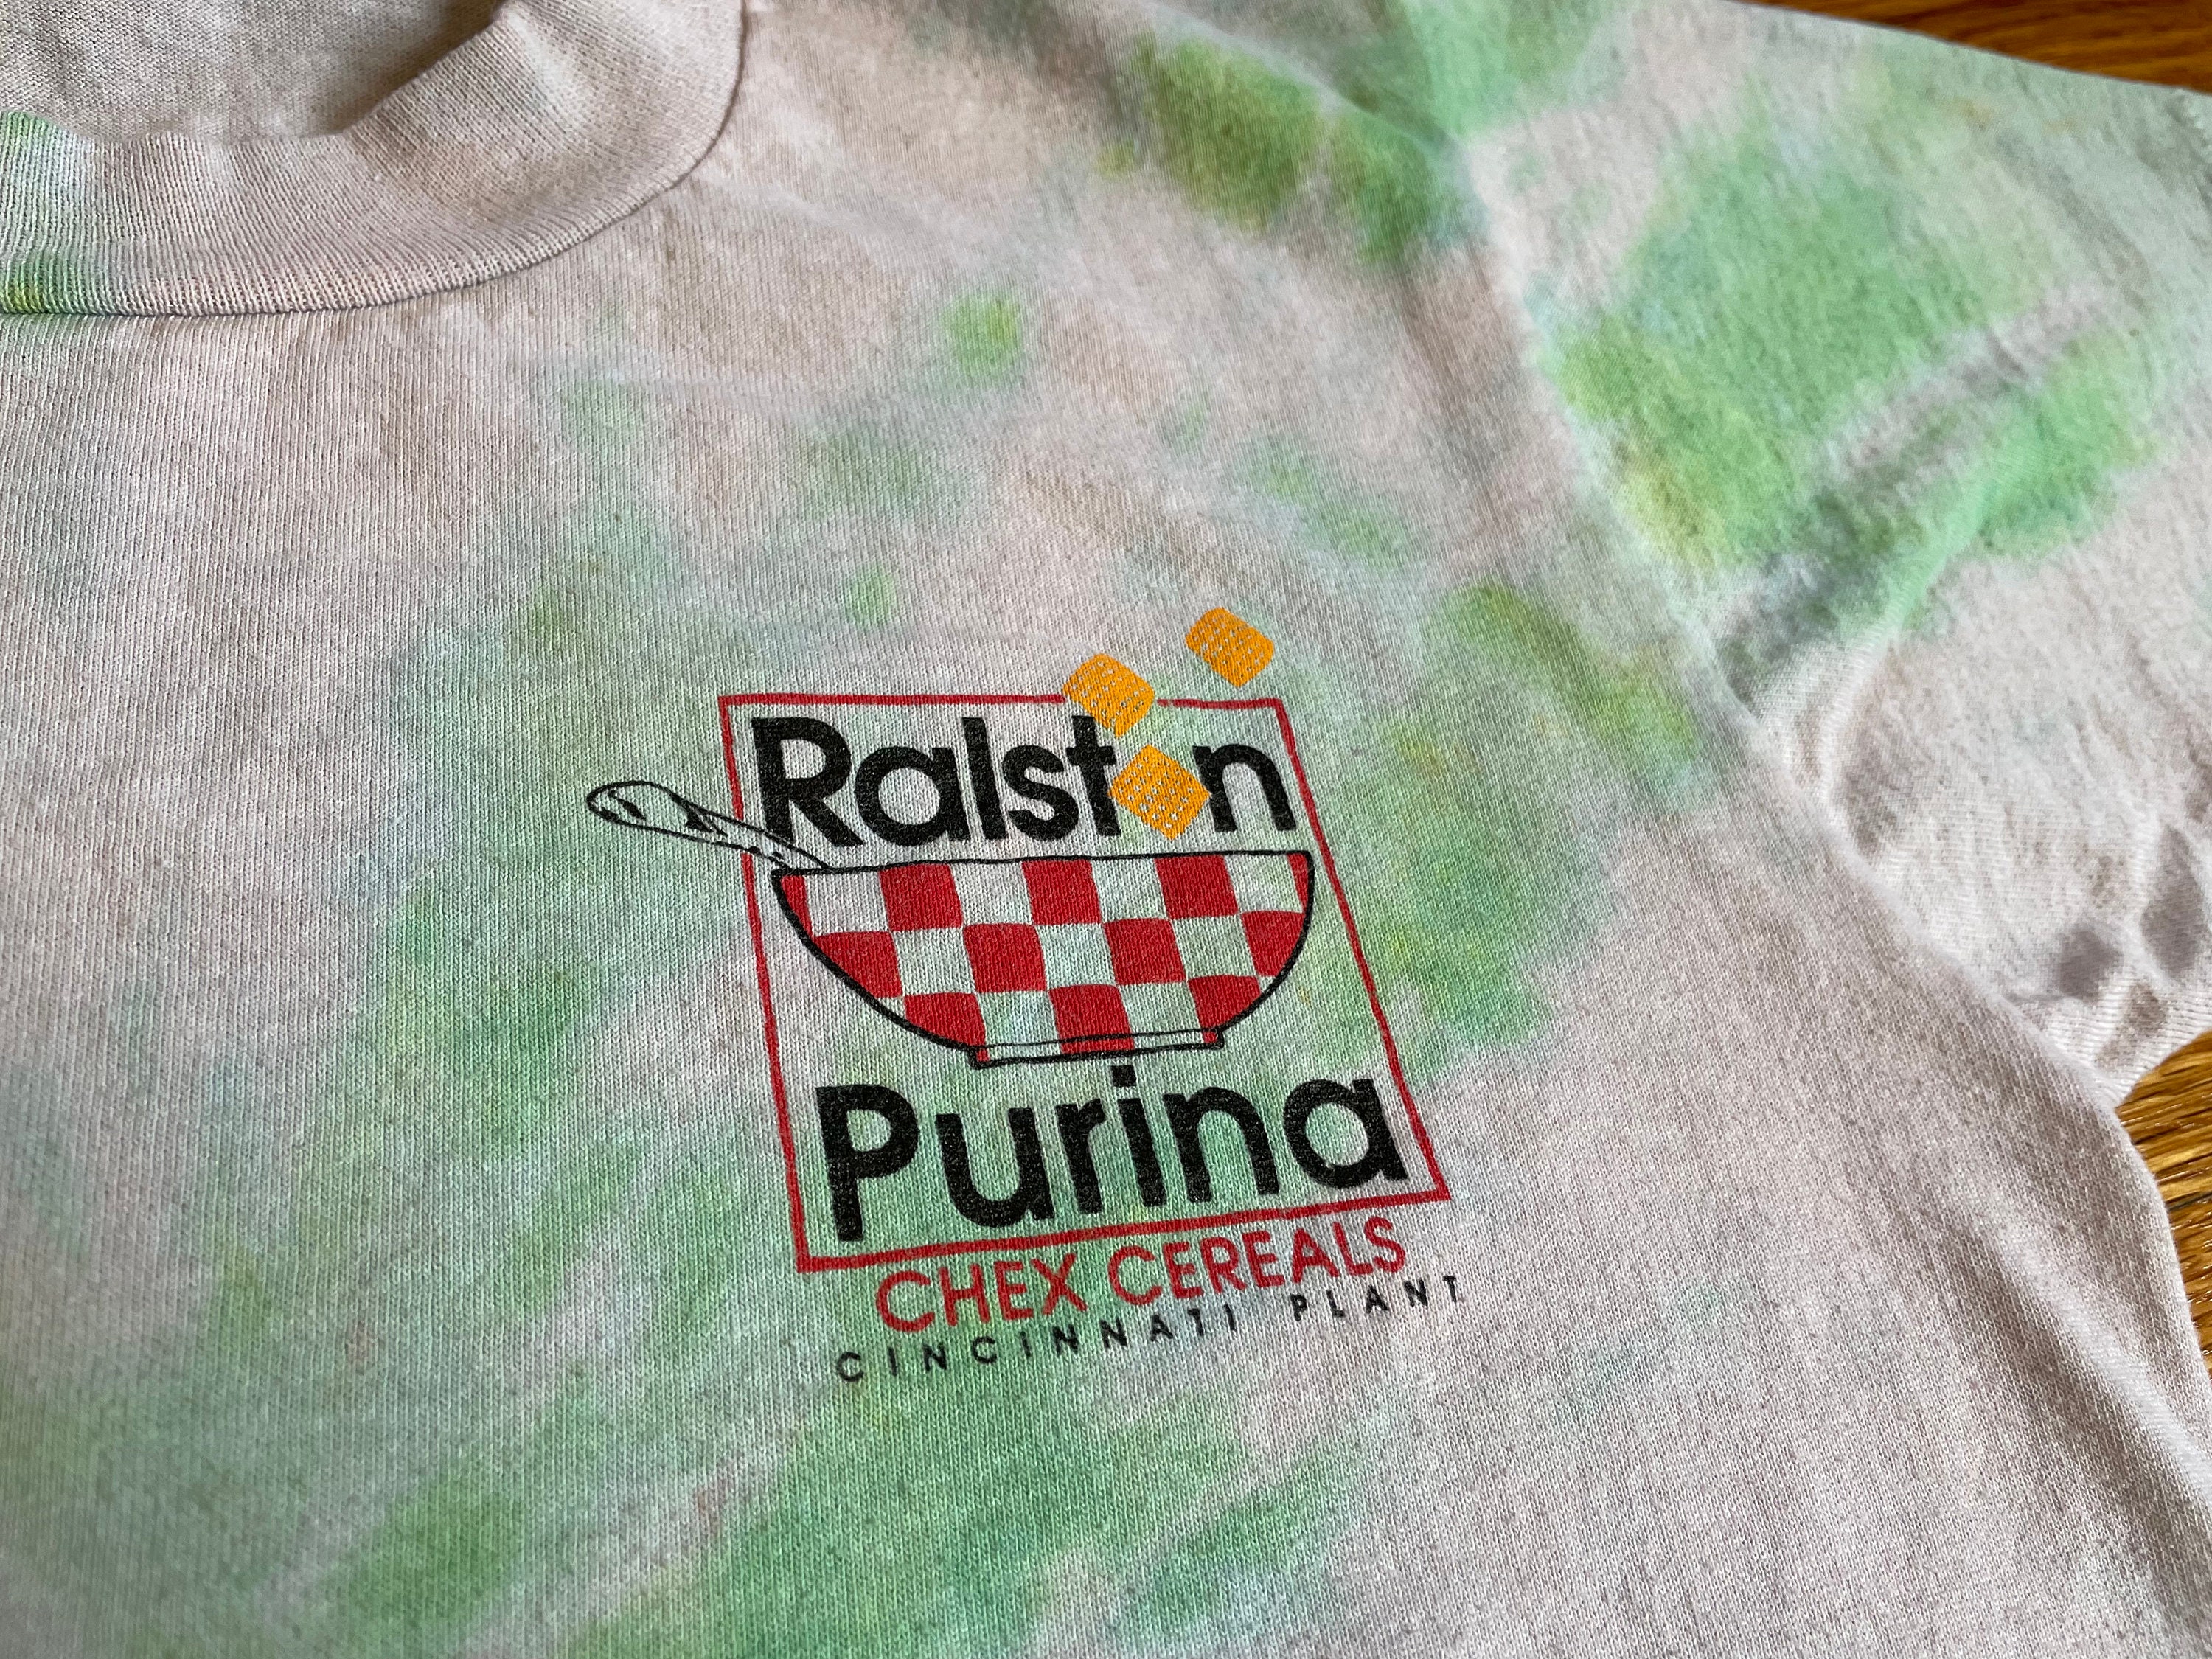 Ralston
Purina
CHEX CEREALS
CINCINNATI PLANT